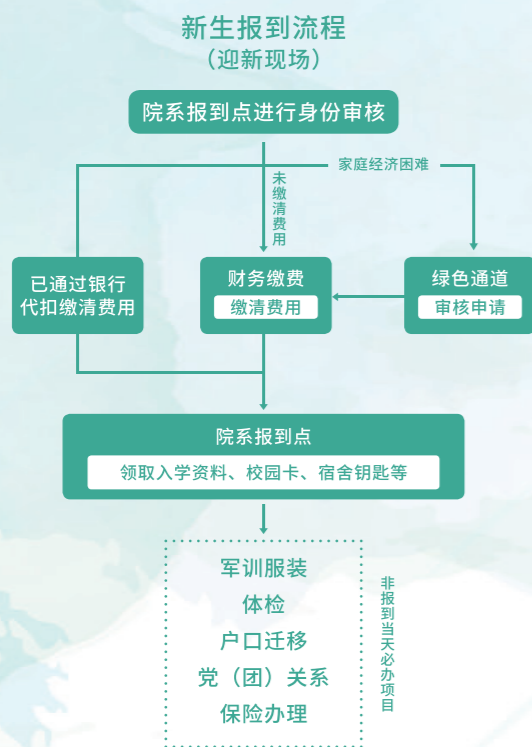 新生报到流程
（迎新现场）
院系报到点进行身份审核
家庭经济困难
未缴清费用
已通过银行
代扣缴清费用
财务缴费
缴清费用
绿色通道
审核申请
院系报到点
领取入学资料、校园卡、宿舍钥匙等
军训服装
体检
户口迁移
党（团）关系
保险办理
非报到当天必办项目